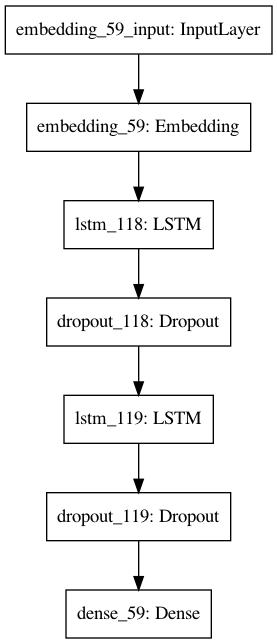 embedding_59_input: InputLayer
embedding_59: Embedding
lstm_118: LSTM
dropout_118: Dropout
lstm_119: LSTM
dropout_119: Dropout
dense_59: Dense